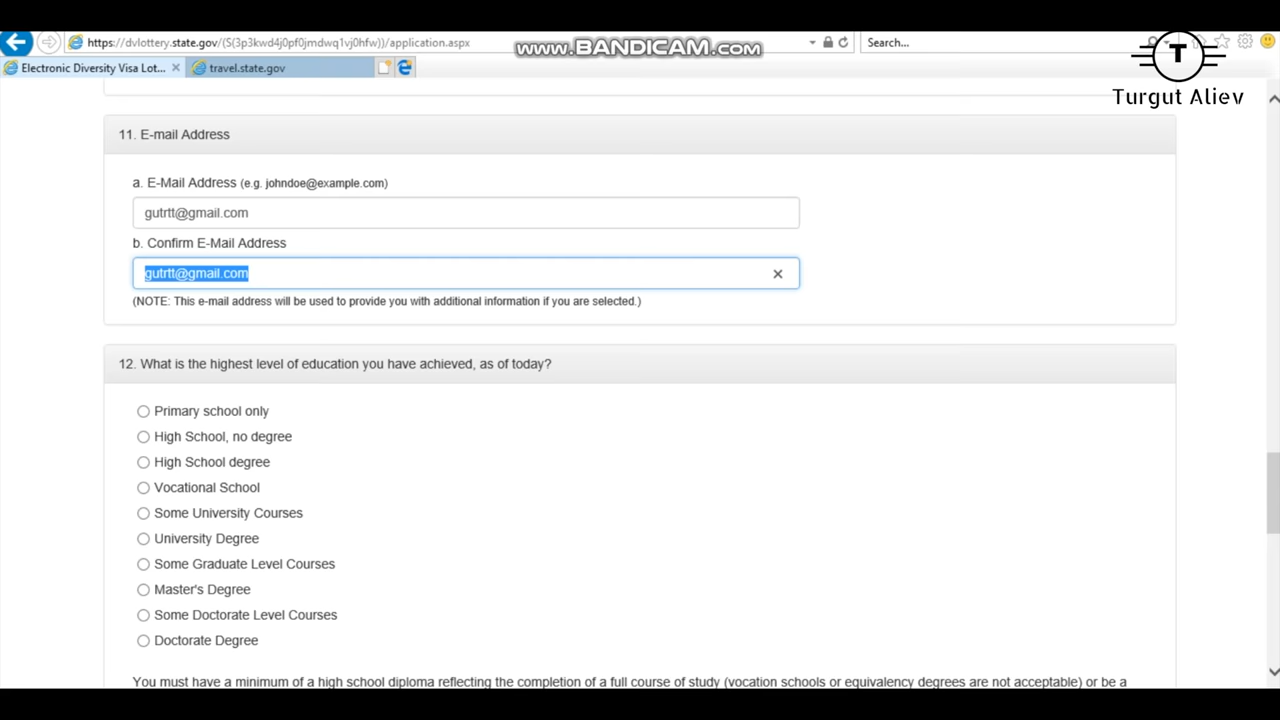 https://dvlottery.state.gov/(S(3p3kwd4j0pf0jmdwq1vj0hfw))/application.aspx
www.BANDICAM.com
Search...
Electronic Diversity Visa Lot...
travel.state.gov
T
Turgut Aliev
11. E-mail Address
a. E-Mail Address (e.g. johndoe@example.com)
gutrtt@gmail.com
b. Confirm E-Mail Address
gutrtt@gmail.com
(NOTE: This e-mail address will be used to provide you with additional information if you are selected.)
12. What is the highest level of education you have achieved, as of today?
Primary school only
High School, no degree
High School degree
Vocational School
Some University Courses
University Degree
Some Graduate Level Courses
Master's Degree
Some Doctorate Level Courses
Doctorate Degree
You must have a minimum of a high school diploma reflecting the completion of a full course of study (vocation schools or equivalency degrees are not acceptable) or be a